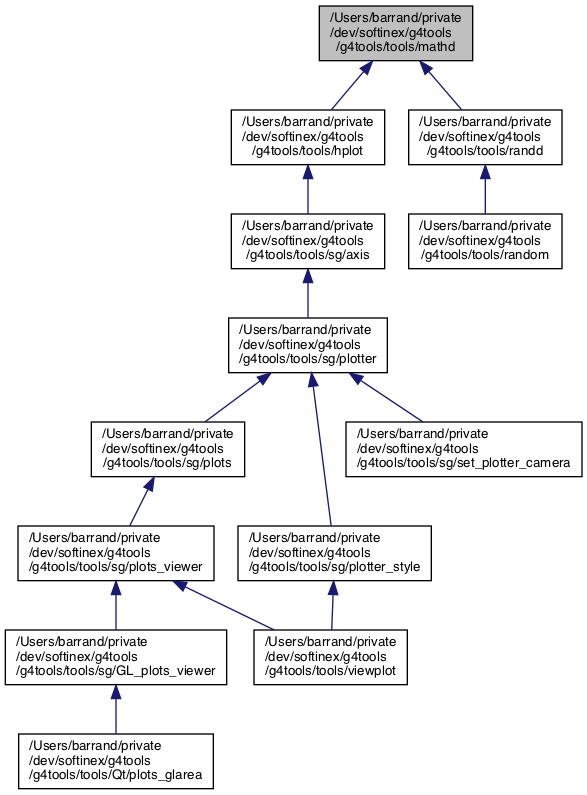 /Users/barrand/private
/dev/softinex/g4tools
/g4tools/tools/mathd
/Users/barrand/private
/dev/softinex/g4tools
/g4tools/tools/hplot
/Users/barrand/private
/dev/softinex/g4tools
/g4tools/tools/randd
/Users/barrand/private
/dev/softinex/g4tools
/g4tools/tools/sg/axis
/Users/barrand/private
/dev/softinex/g4tools
/g4tools/tools/random
/Users/barrand/private
/dev/softinex/g4tools
/g4tools/tools/sg/plotter
/Users/barrand/private
/dev/softinex/g4tools
/g4tools/tools/sg/plots
/Users/barrand/private
/dev/softinex/g4tools
/g4tools/tools/sg/set_plotter_camera
/Users/barrand/private
/dev/softinex/g4tools
/g4tools/tools/sg/plots_viewer
/Users/barrand/private
/dev/softinex/g4tools
/g4tools/tools/sg/plotter_style
/Users/barrand/private
/dev/softinex/g4tools
/g4tools/tools/sg/GL_plots_viewer
/Users/barrand/private
/dev/softinex/g4tools
/g4tools/tools/viewplot
/Users/barrand/private
/dev/softinex/g4tools
/g4tools/tools/Qt/plots_glarea